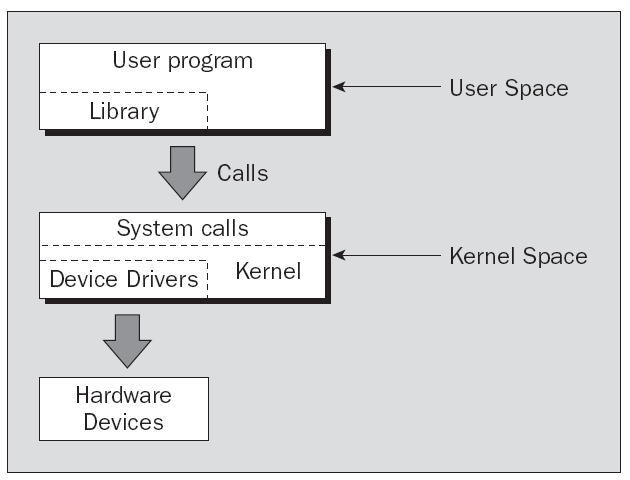 User program
Library
User Space
Calls
System calls
Device Drivers
Kernel
Kernel Space
Hardware
Devices